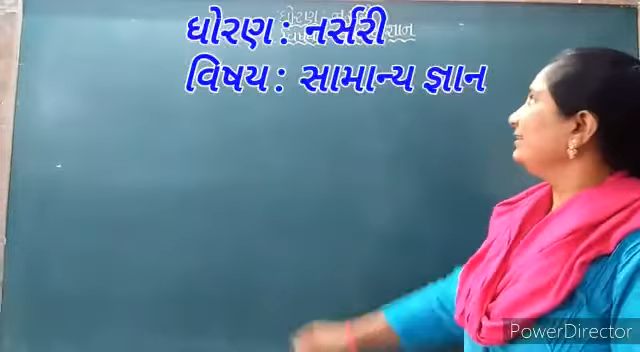 ધોરણ : નર્સરી
વિષય : સામાન્ય જ્ઞાન
PowerDirector